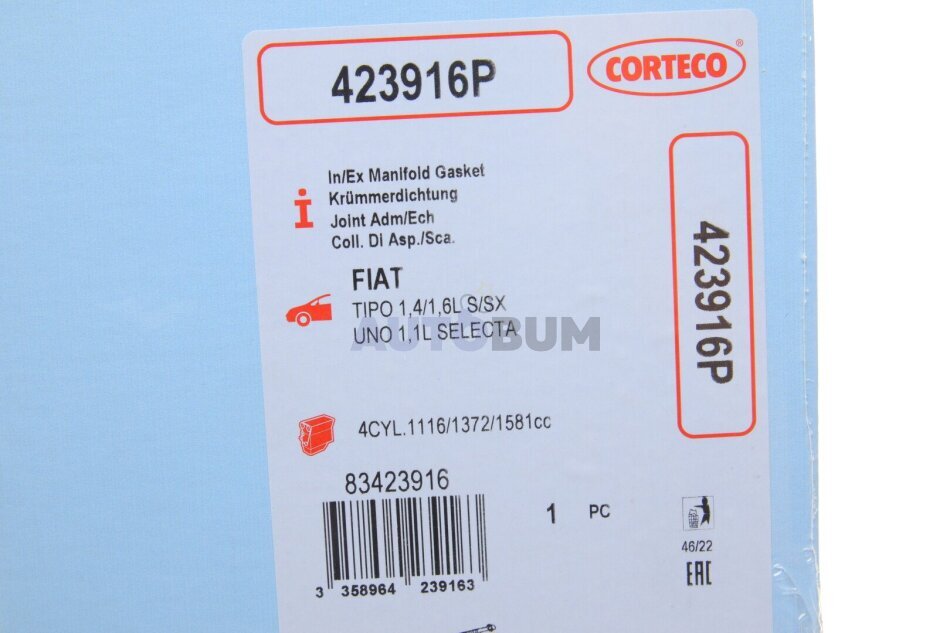 423916P
CORTECO®
In/Ex Manifold Gasket
Krümmerdichtung
Joint Adm/Ech
Coll. Di Asp./Sca.
423916P
FIAT
TIPO 1,4/1,6L S/SX
UNO 1,1L SELECTA
AUTOBUM
4CYL.1116/1372/1581cc
83423916
1 PC
46/22
EAC
3 358964 239163